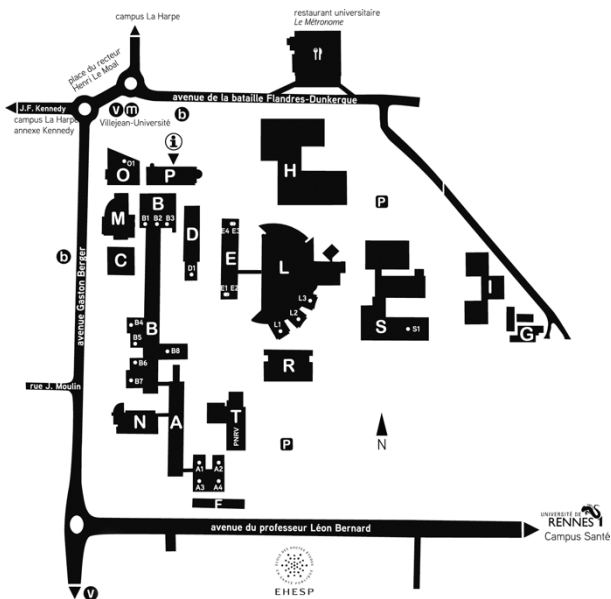 campus La Harpe
restaurant universitaire
Le Métronome
place du recteur
Henri Le Moal
avenue de la bataille Flandres-Dunkerque
J.F. Kennedy
campus La Harpe
annexe Kennedy
v m
Villejean-Université
b
i
O1
O
P
H
B
B1 B2 B3
M
D
P
E4 E3
C
E
L
b
D1
avenue Gaston Berger
I
E1 E2
L3
L2
L1
B4
B
B5
S
S1
G
B8
B6
R
B7
rue J. Moulin
N
A
T
PNRV
P
N
A1 A2
A3 A4
F
avenue du professeur Léon Bernard
UNIVERSITÉ DE
RENNES 1
Campus Santé
v
EHESP